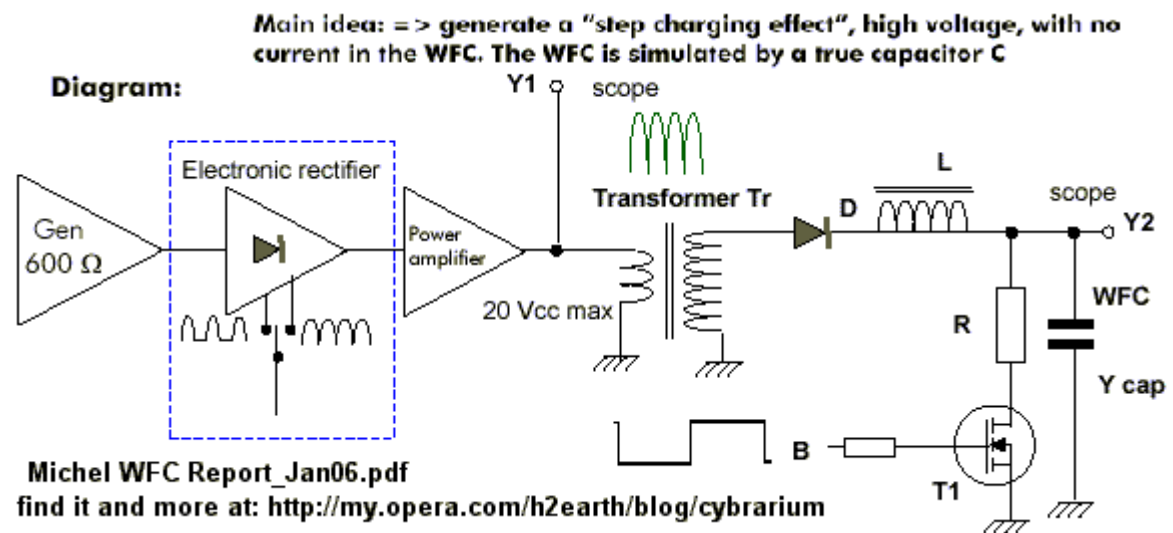 Main idea: = > generate a “step charging effect”, high voltage, with no
current in the WFC. The WFC is simulated by a true capacitor C
Diagram:
Y1
scope
Electronic rectifier
Gen
600 Ω
Power
amplifier
Transformer Tr
20 Vcc max
D
L
scope
Y2
R
WFC
Y cap
B
T1
Michel WFC Report_Jan06.pdf
find it and more at: http://my.opera.com/h2earth/blog/cybrarium